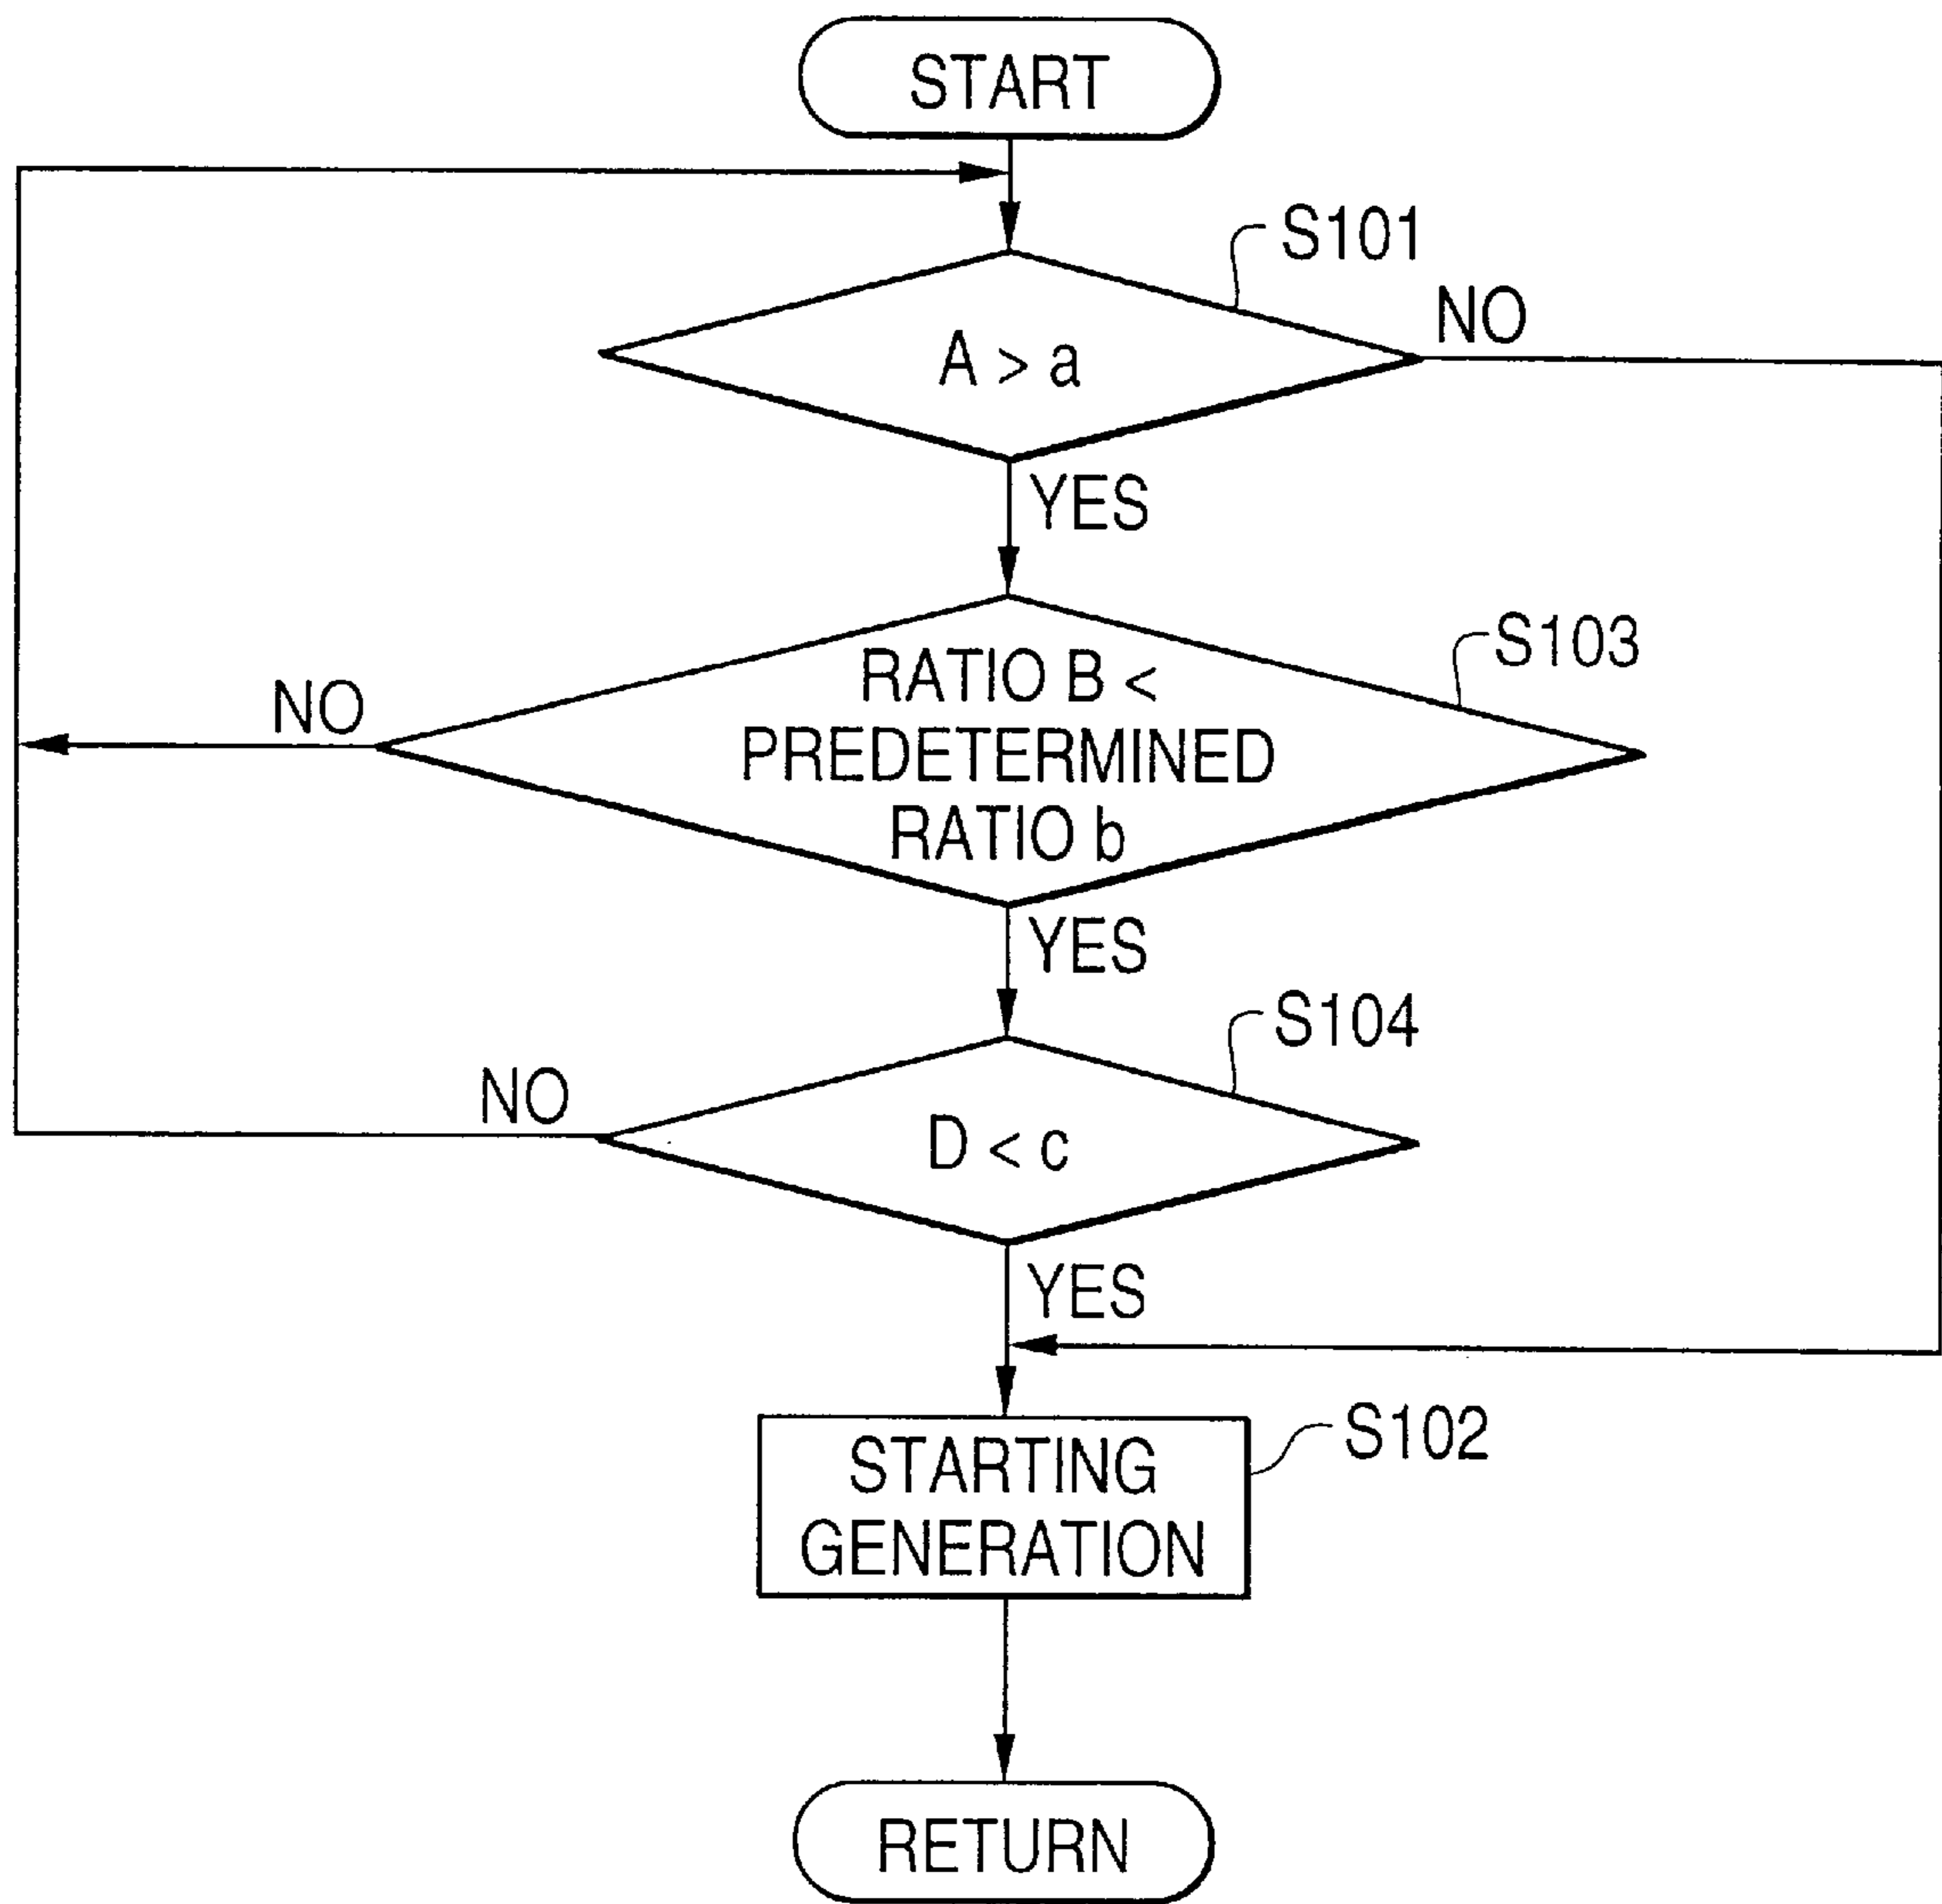 START
S101
NO
A > a
YES
S103
NO
RATIO B <
PREDETERMINED
RATIO b
YES
S104
NO
D < c
YES
S102
STARTING
GENERATION
RETURN